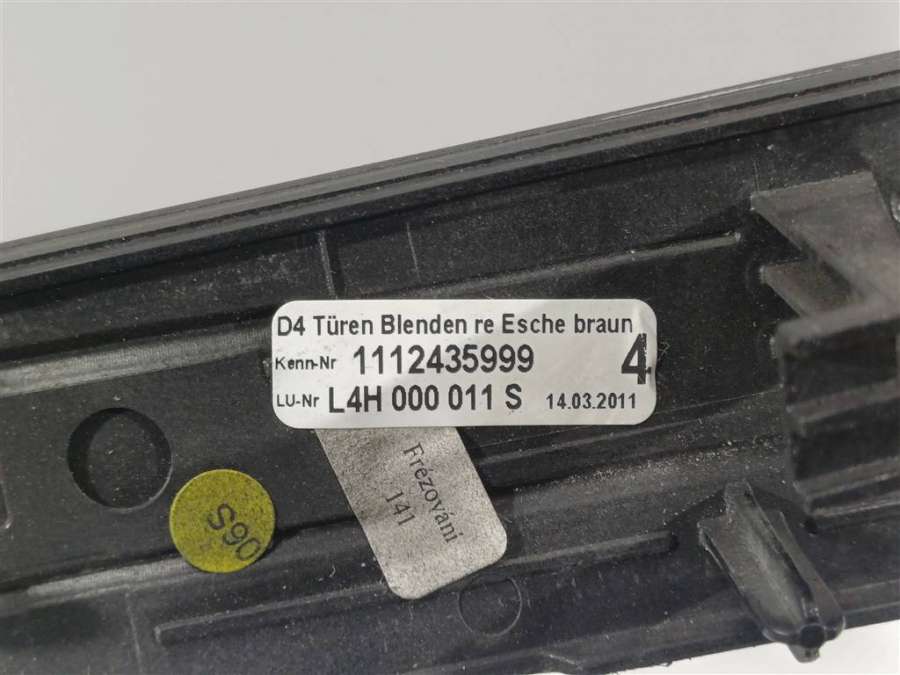 D4 Türen Blenden re Esche braun
Kenn-Nr 1112435999 4
LU-Nr L4H 000 011 S 14.03.2011
Frézování
141